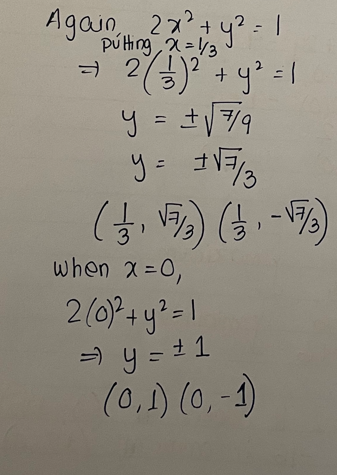 Again, 2x² + y² = 1
putting x = 1/3
⇒ 2(1/3)² + y² = 1
y = ±√7/9
y = ±√7/3
(1/3, √7/3) (1/3, -√7/3)
when x = 0,
2(0)² + y² = 1
⇒ y = ±1
(0, 1) (0, -1)